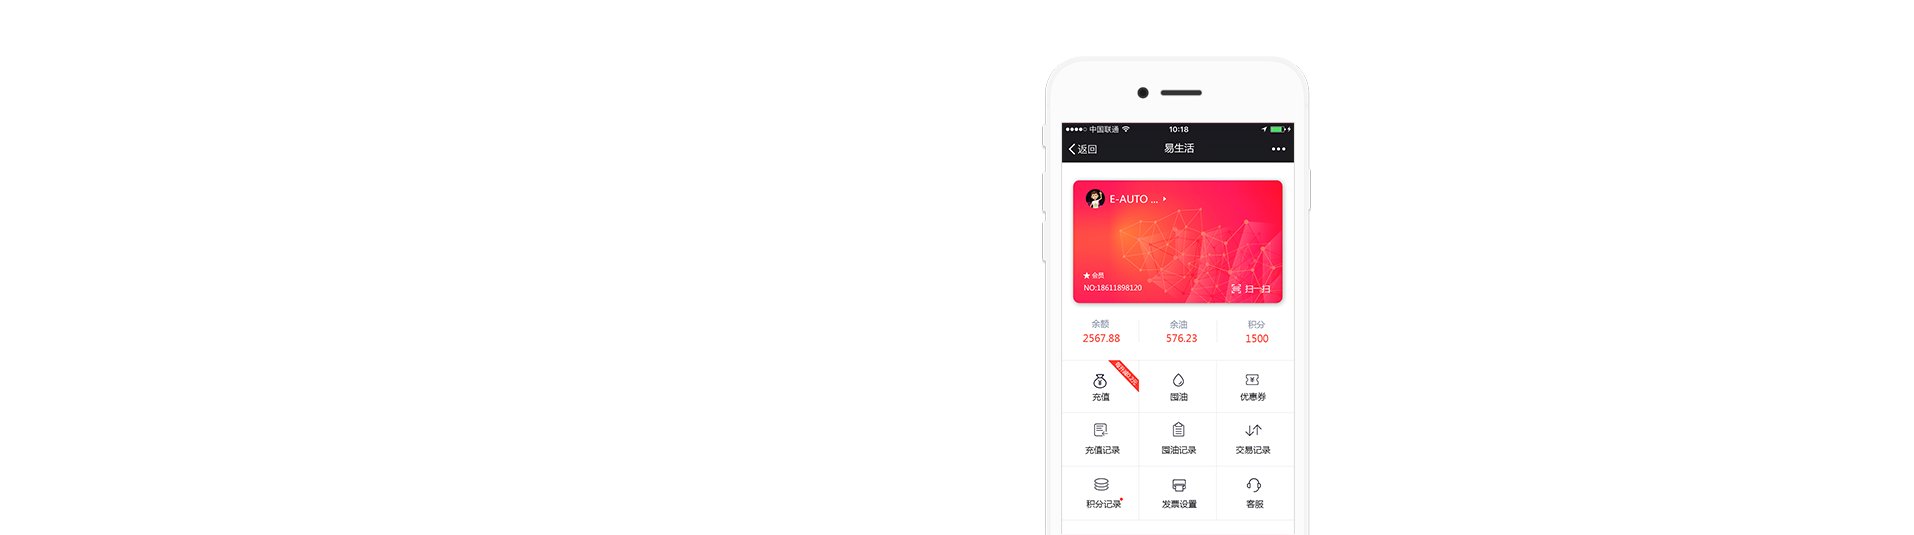 中国联通 10:18
返回 易生活
E-AUTO ...
会员
NO:18611898120 扫一扫
余额 余油 积分
2567.88 576.23 1500
充值 囤油 优惠券
充值记录 囤油记录 交易记录
积分记录 发票设置 客服